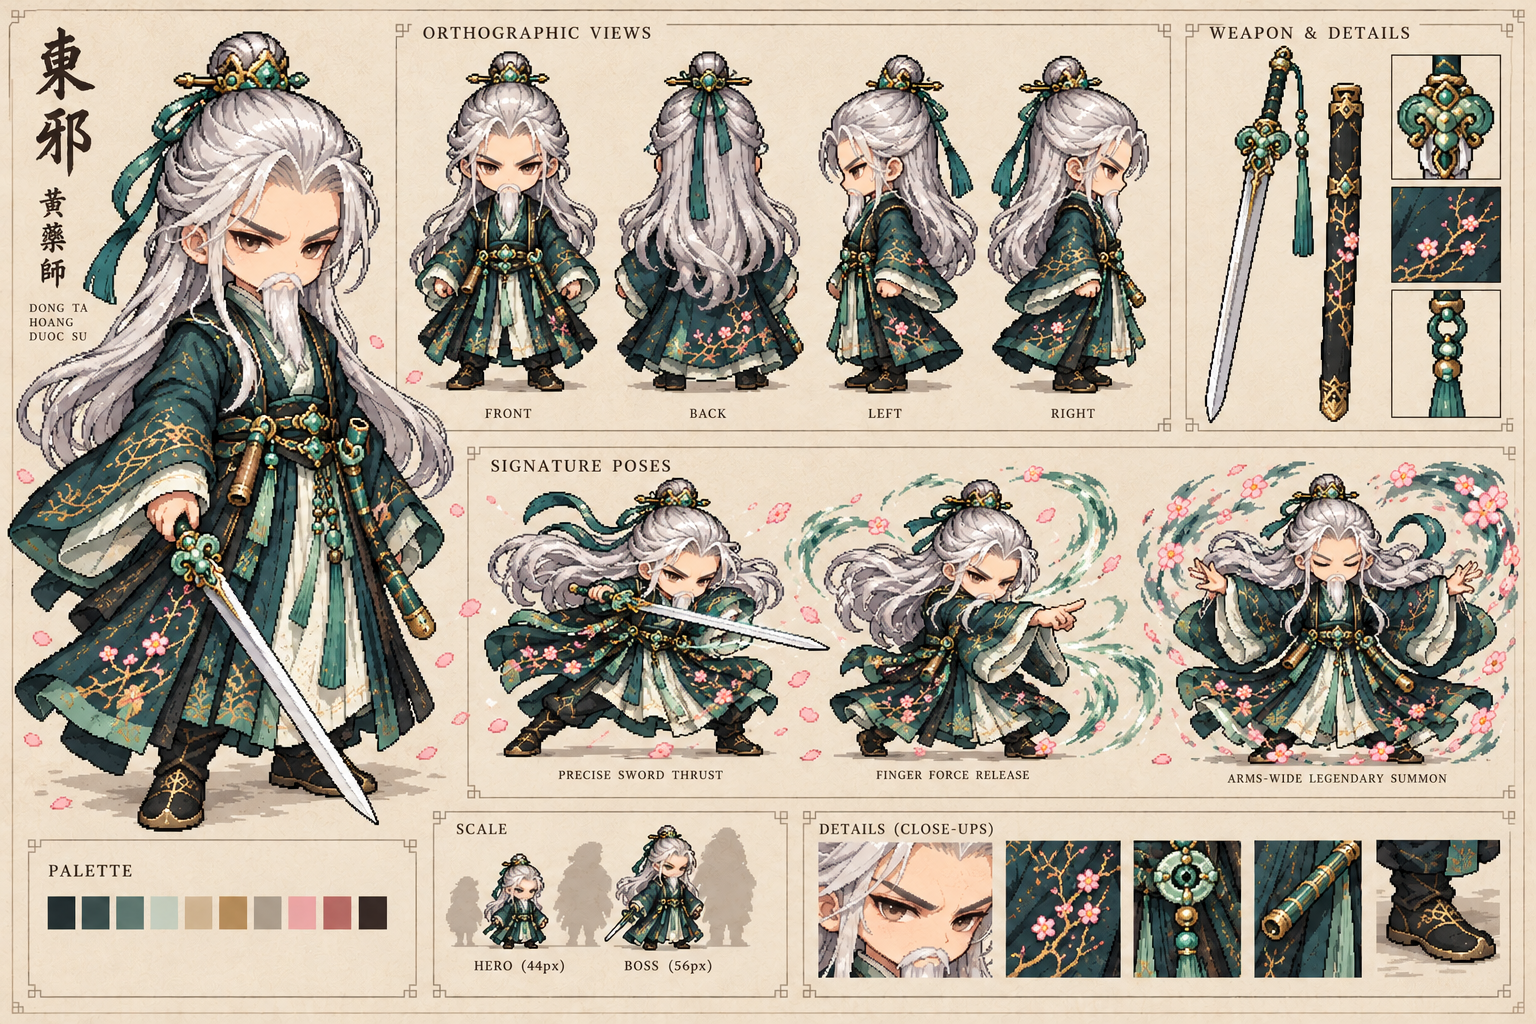 東邪
黃藥師
DONG TA
HOANG
DUOC SU
ORTHOGRAPHIC VIEWS
FRONT
BACK
LEFT
RIGHT
WEAPON & DETAILS
SIGNATURE POSES
PRECISE SWORD THRUST
FINGER FORCE RELEASE
ARMS-WIDE LEGENDARY SUMMON
PALETTE
SCALE
HERO (44px)
BOSS (56px)
DETAILS (CLOSE-UPS)